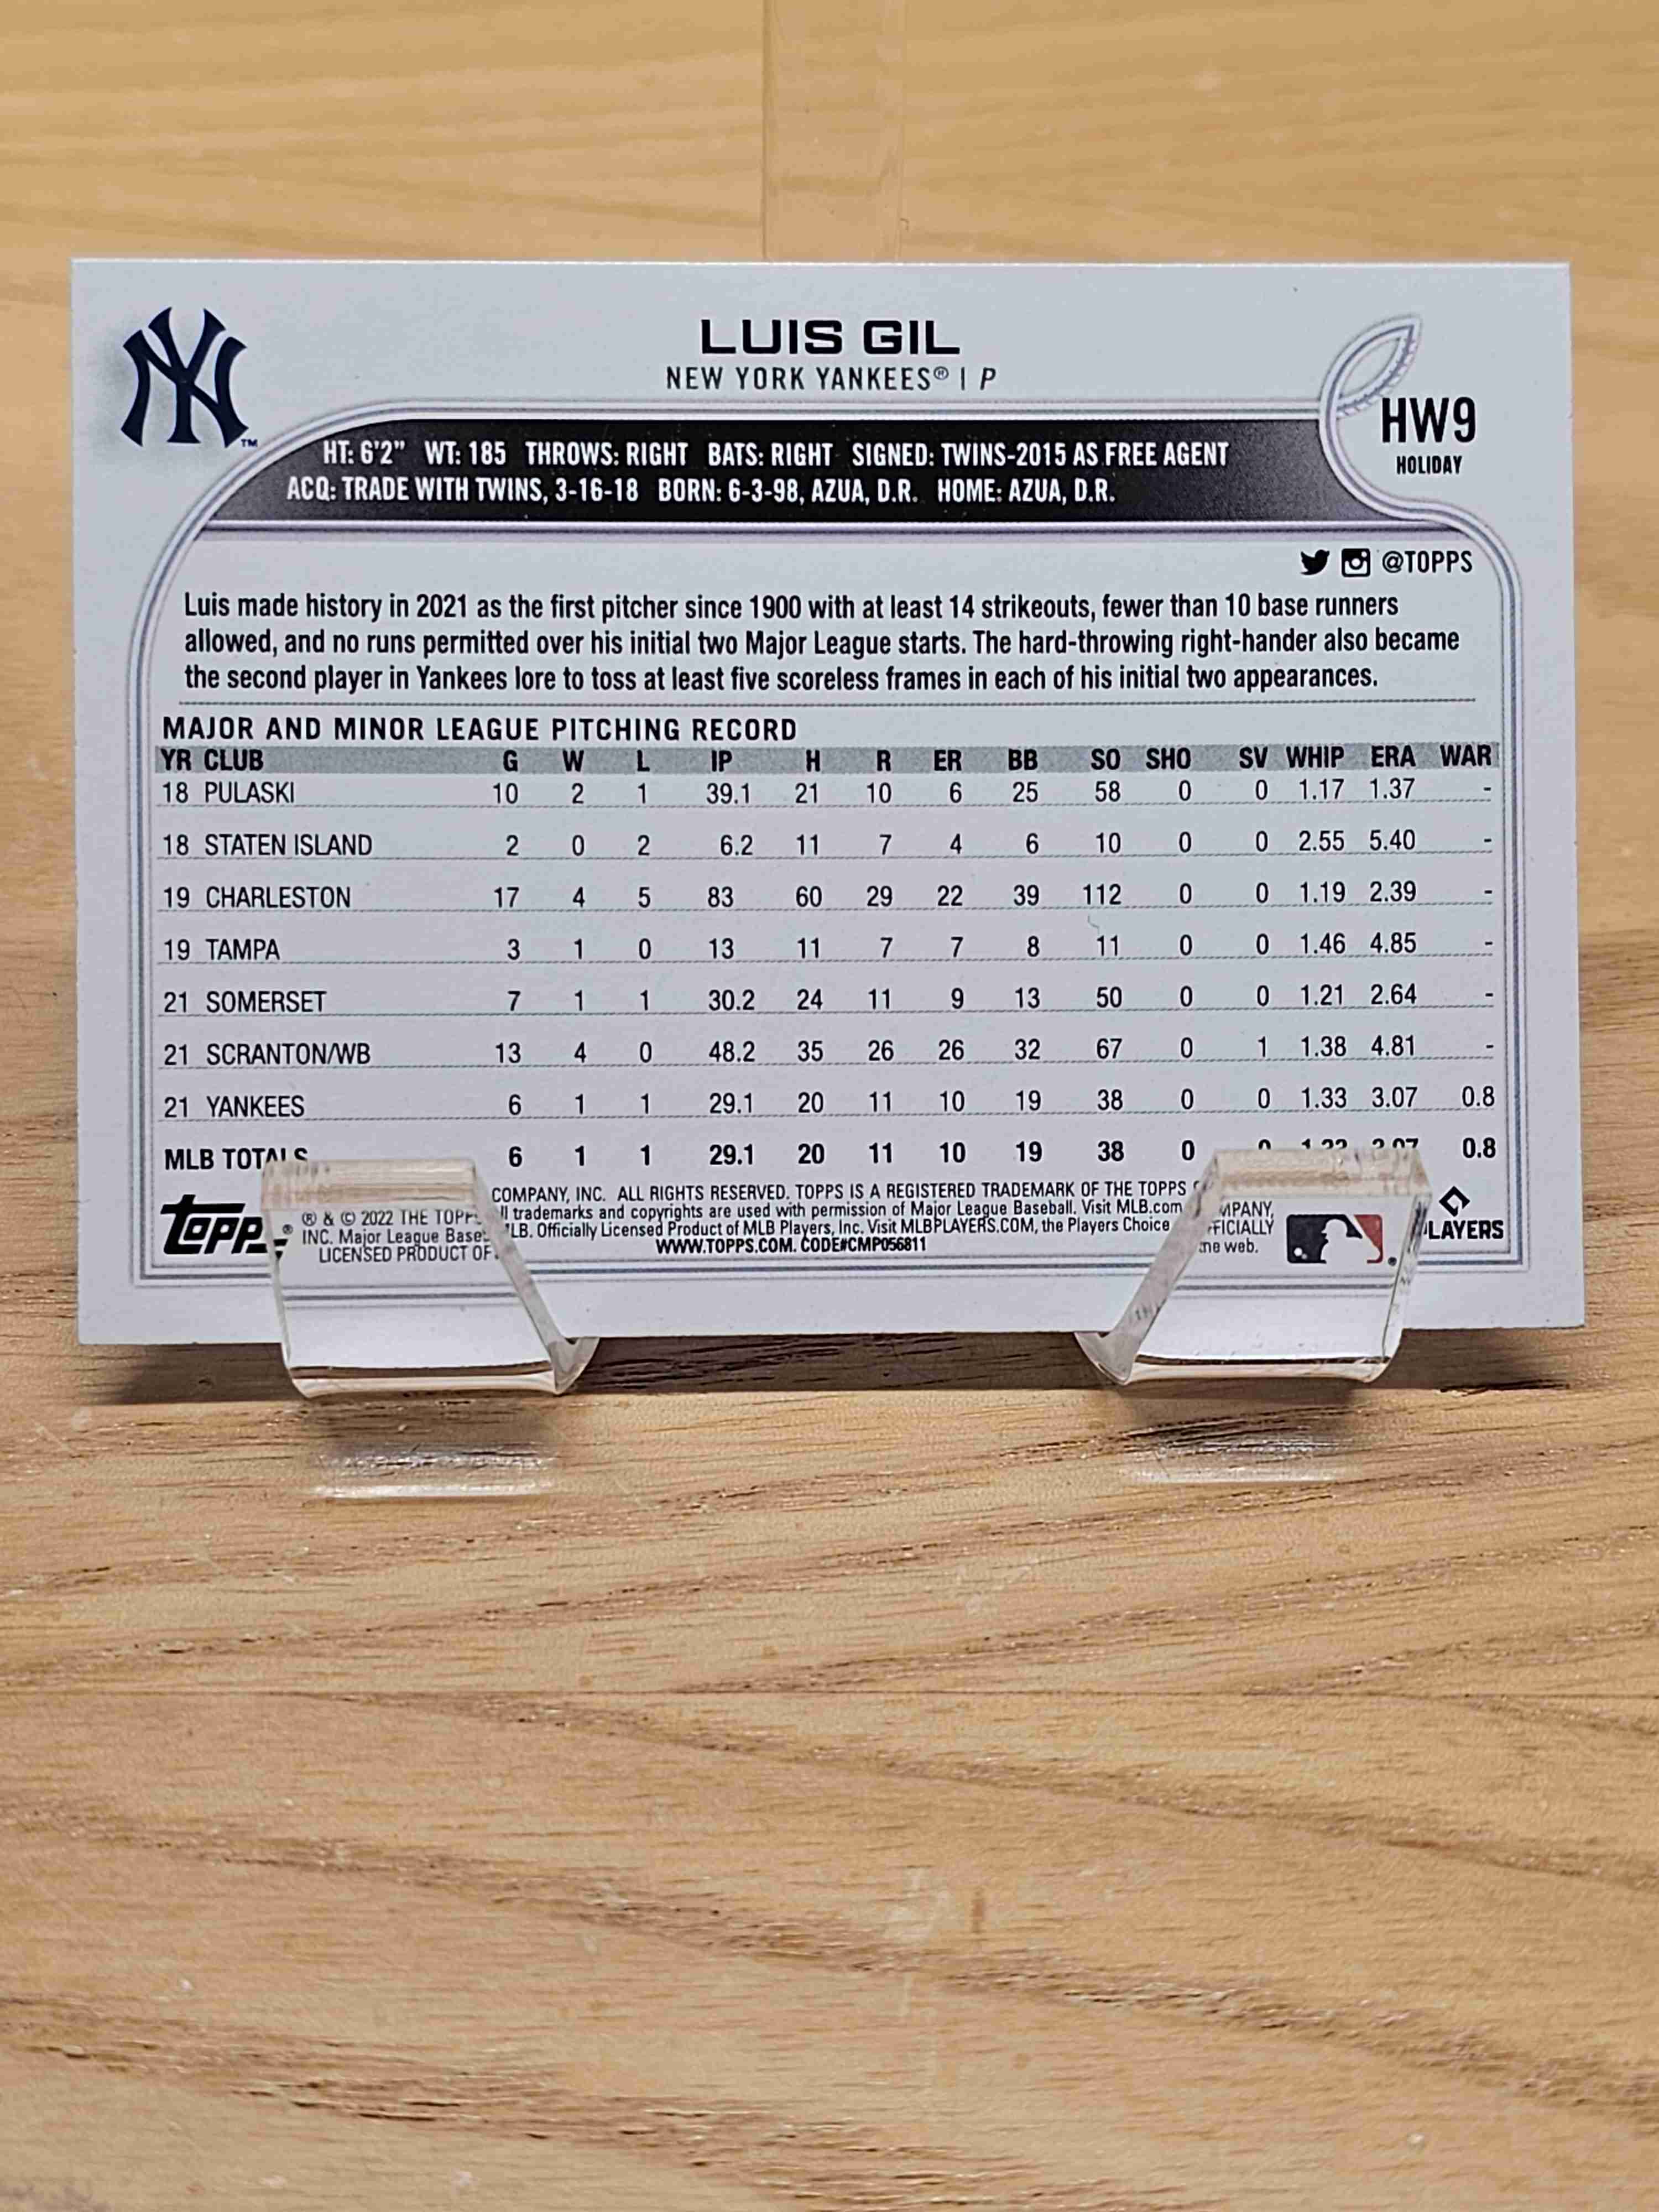 NY ™
LUIS GIL
NEW YORK YANKEES® | P
HW9
HOLIDAY
HT: 6'2" WT: 185 THROWS: RIGHT BATS: RIGHT SIGNED: TWINS-2015 AS FREE AGENT
ACQ: TRADE WITH TWINS, 3-16-18 BORN: 6-3-98, AZUA, D.R. HOME: AZUA, D.R.
@TOPPS
Luis made history in 2021 as the first pitcher since 1900 with at least 14 strikeouts, fewer than 10 base runners
allowed, and no runs permitted over his initial two Major League starts. The hard-throwing right-hander also became
the second player in Yankees lore to toss at least five scoreless frames in each of his initial two appearances.
MAJOR AND MINOR LEAGUE PITCHING RECORD
YR CLUB G W L IP H R ER BB SO SHO SV WHIP ERA WAR
18 PULASKI 10 2 1 39.1 21 10 6 25 58 0 0 1.17 1.37 -
18 STATEN ISLAND 2 0 2 6.2 11 7 4 6 10 0 0 2.55 5.40 -
19 CHARLESTON 17 4 5 83 60 29 22 39 112 0 0 1.19 2.39 -
19 TAMPA 3 1 0 13 11 7 7 8 11 0 0 1.46 4.85 -
21 SOMERSET 7 1 1 30.2 24 11 9 13 50 0 0 1.21 2.64 -
21 SCRANTON/WB 13 4 0 48.2 35 26 26 32 67 0 1 1.38 4.81 -
21 YANKEES 6 1 1 29.1 20 11 10 19 38 0 0 1.33 3.07 0.8
MLB TOTALS 6 1 1 29.1 20 11 10 19 38 0 0.8
topps ® ® & © 2022 THE COMPANY, INC. ALL RIGHTS RESERVED. TOPPS IS A REGISTERED TRADEMARK OF THE TOPPS
INC. Major League trademarks and copyrights are used with permission of Major League Baseball. Visit MLB.com
LICENSED PRODUCT OF Officially Licensed Product of MLB Players, Inc. Visit MLBPLAYERS.COM, the Players Choice web.
WWW.TOPPS.COM. CODE#CMP056811
PLAYERS